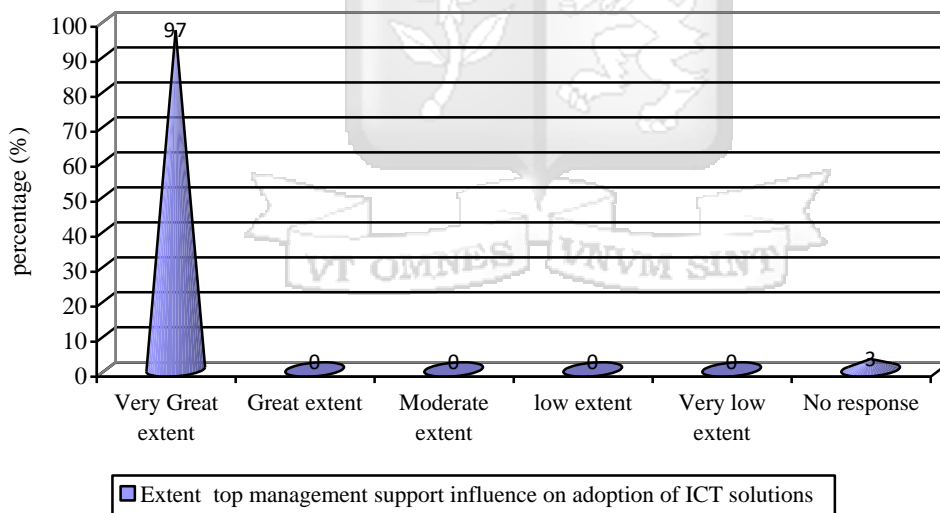 100
90
80
70
60
50
40
30
20
10
0
percentage (%)
97
0
0
0
0
3
VT OMNES VNVM SINT
Very Great extent
Great extent
Moderate extent
low extent
Very low extent
No response
Extent top management support influence on adoption of ICT solutions